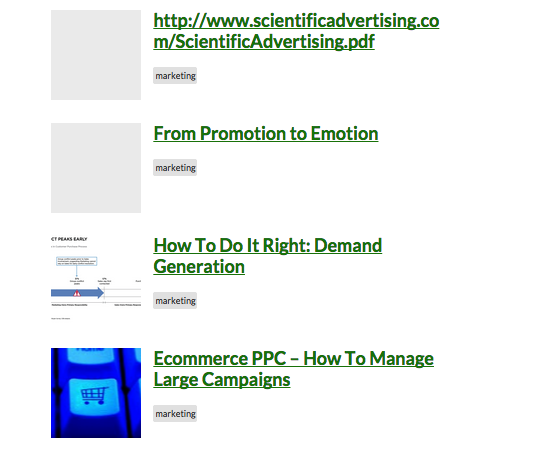 http://www.scientificadvertising.co
m/ScientificAdvertising.pdf
marketing
From Promotion to Emotion
marketing
CT PEAKS EARLY
How To Do It Right: Demand
Generation
marketing
Ecommerce PPC – How To Manage
Large Campaigns
marketing